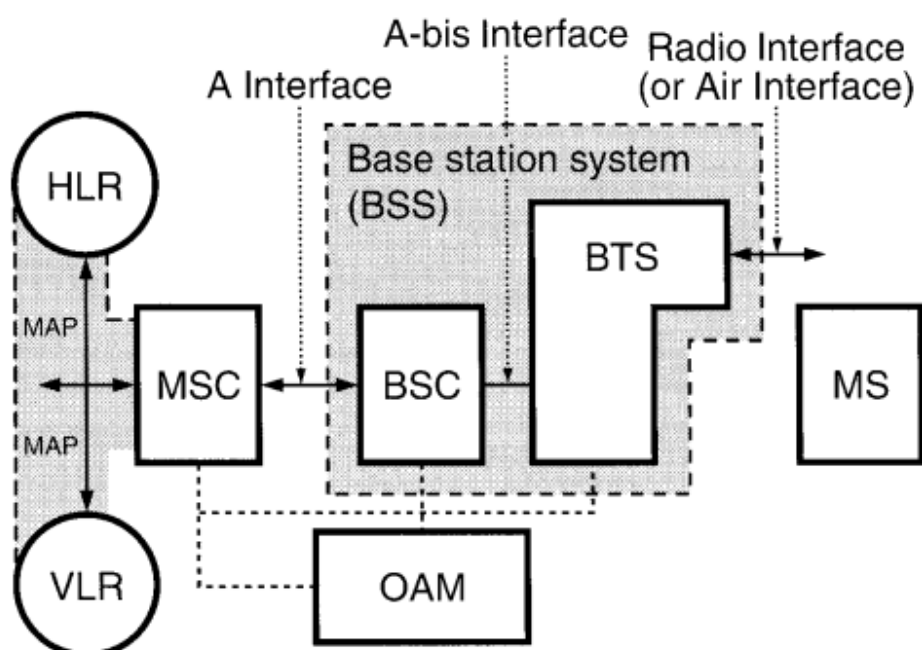 A-bis Interface
Radio Interface
(or Air Interface)
A Interface
Base station system
(BSS)
HLR
BTS
MAP
MSC
BSC
MS
MAP
VLR
OAM